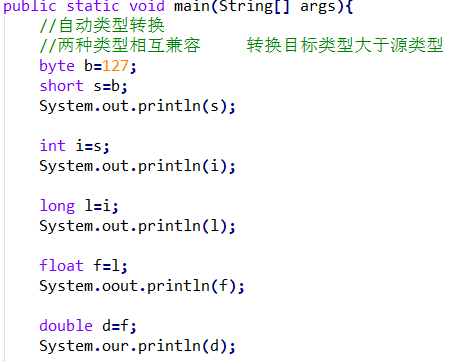 public static void main(String[] args){
//自动类型转换
//两种类型相互兼容 转换目标类型大于源类型
byte b=127;
short s=b;
System.out.println(s);
int i=s;
System.out.println(i);
long l=i;
System.out.println(l);
float f=l;
System.oout.println(f);
double d=f;
System.our.println(d);